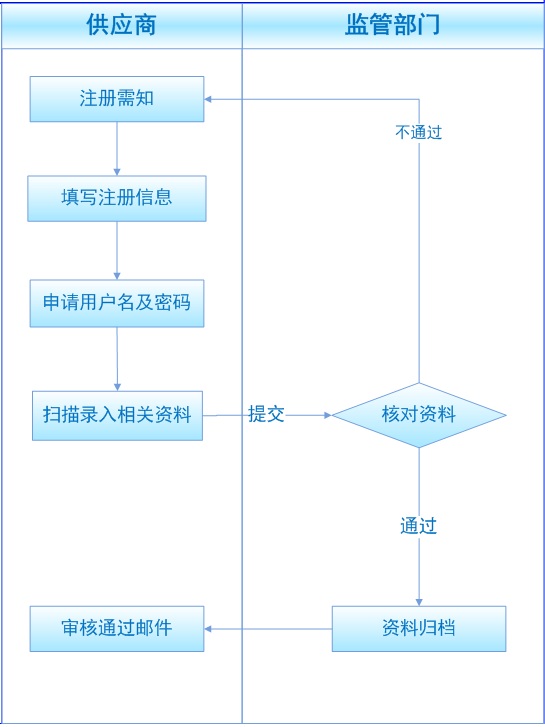 供应商
监管部门
注册需知
不通过
填写注册信息
申请用户名及密码
扫描录入相关资料
提交
核对资料
通过
审核通过邮件
资料归档